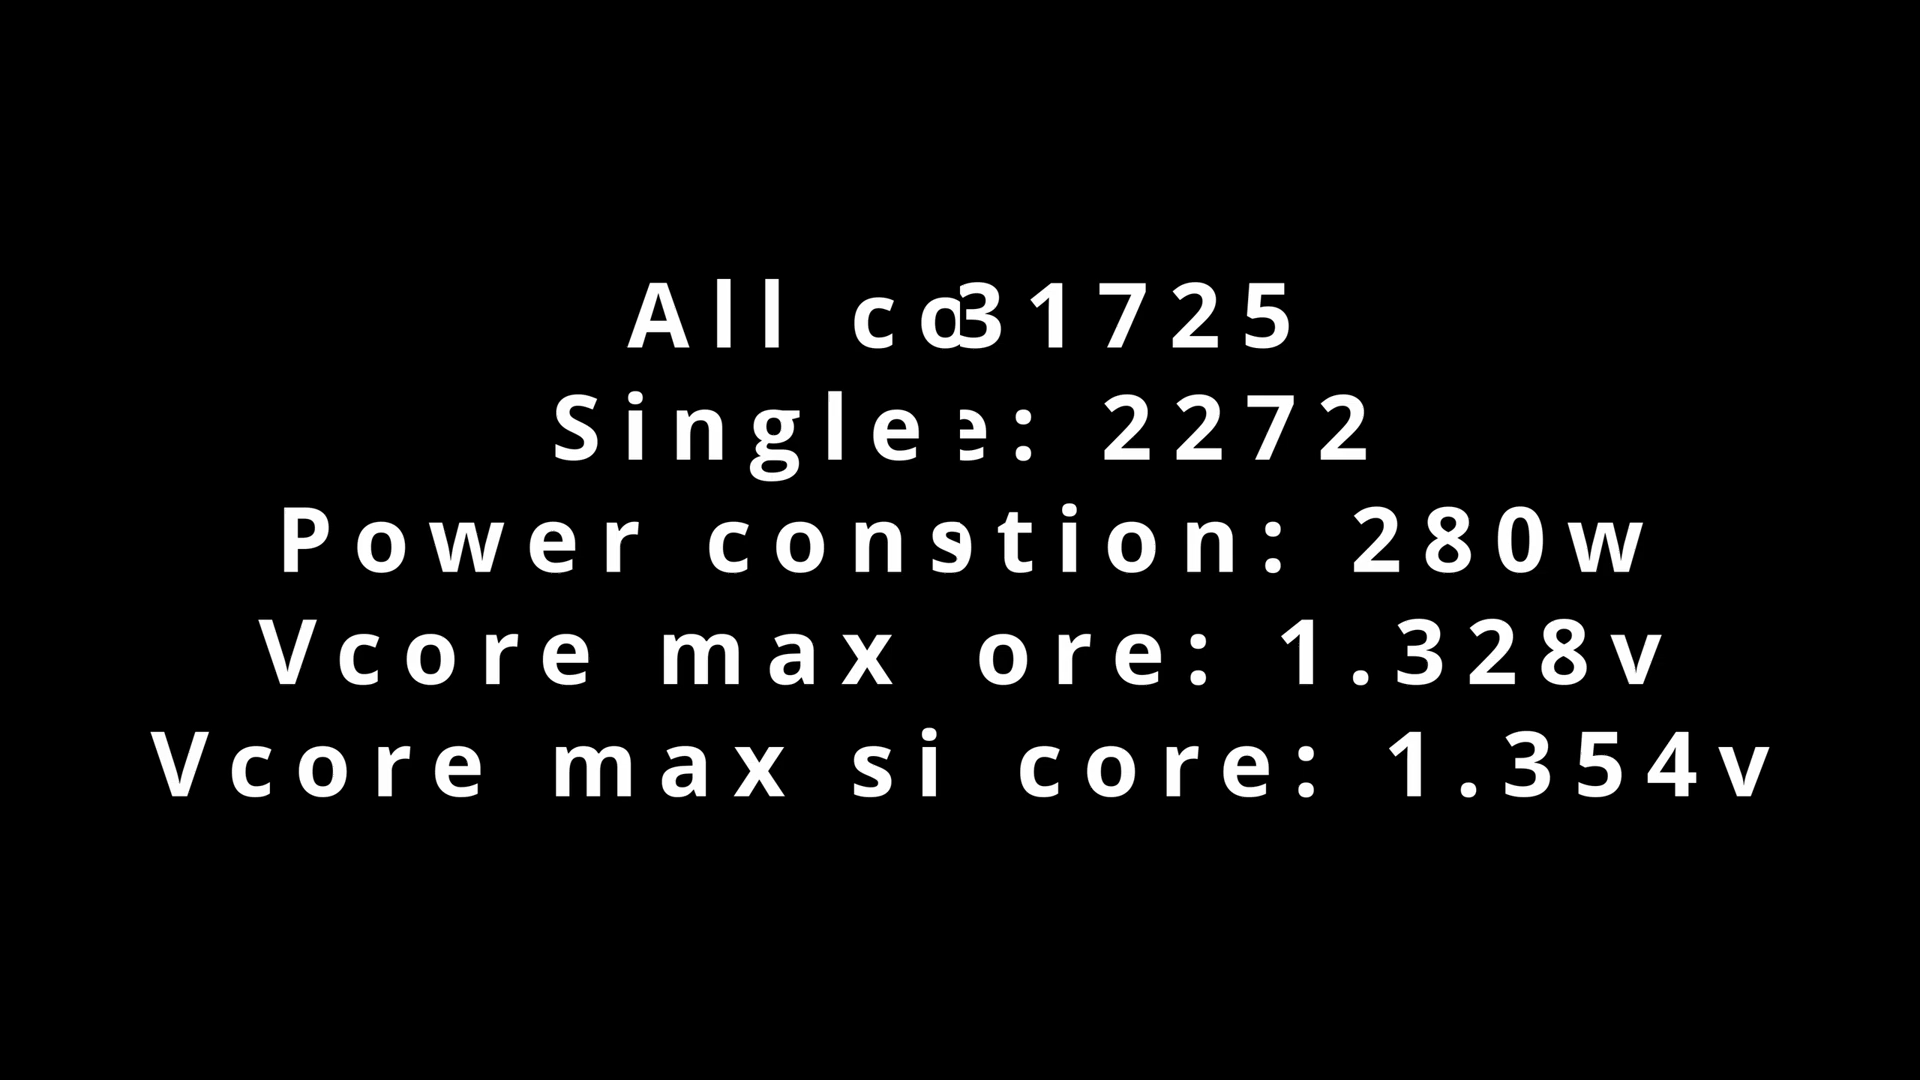 All co31725
Single e: 2272
Power constion: 280w
Vcore max ore: 1.328v
Vcore max si core: 1.354v